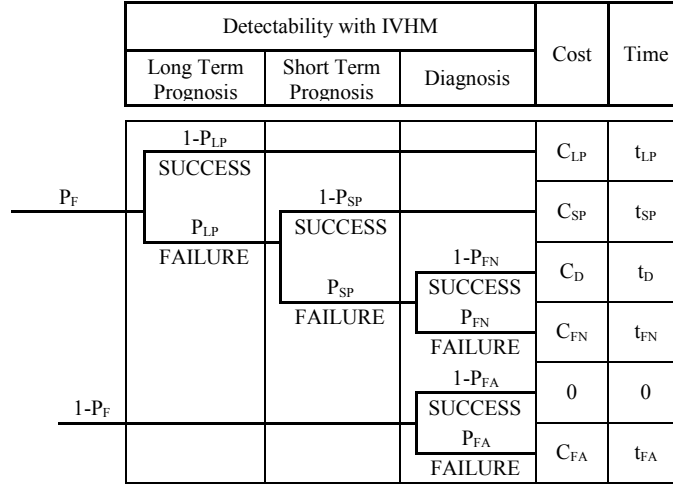 Detectability with IVHM
Cost
Time
Long Term
Prognosis
Short Term
Prognosis
Diagnosis
1-P_LP
SUCCESS
C_LP
t_LP
P_F
1-P_SP
P_LP
SUCCESS
C_SP
t_SP
FAILURE
1-P_FN
P_SP
SUCCESS
C_D
t_D
FAILURE
P_FN
C_FN
t_FN
FAILURE
1-P_FA
1-P_F
SUCCESS
0
0
P_FA
C_FA
t_FA
FAILURE